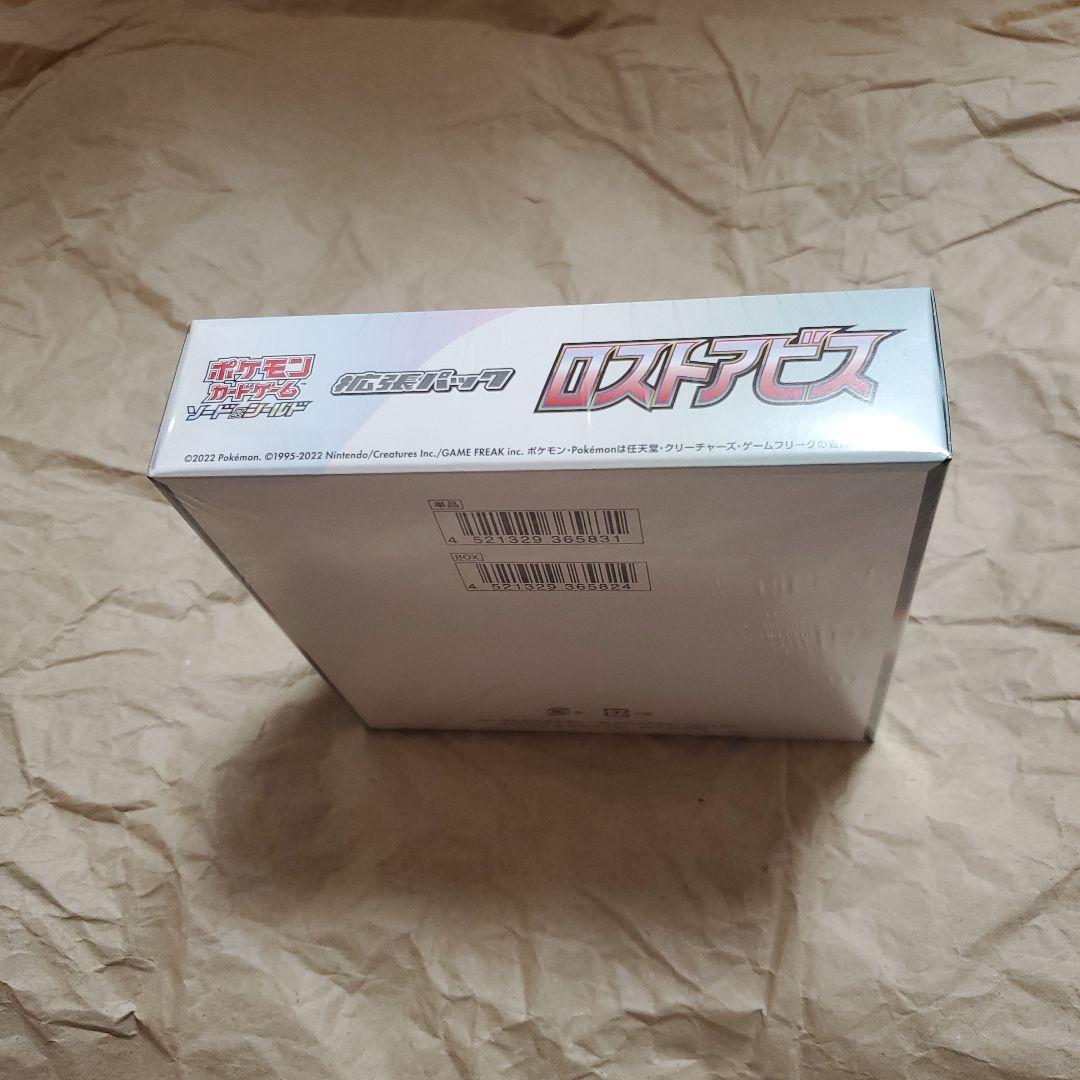 ポケモン
カードゲーム
ソード&シールド
拡張パック
ロストアビス
©2022 Pokémon. ©1995-2022 Nintendo/Creatures Inc./GAME FREAK inc. ポケモン・Pokémonは任天堂・クリーチャーズ・ゲームフリークの
単品
4 521329 365831
BOX
4 521329 365824